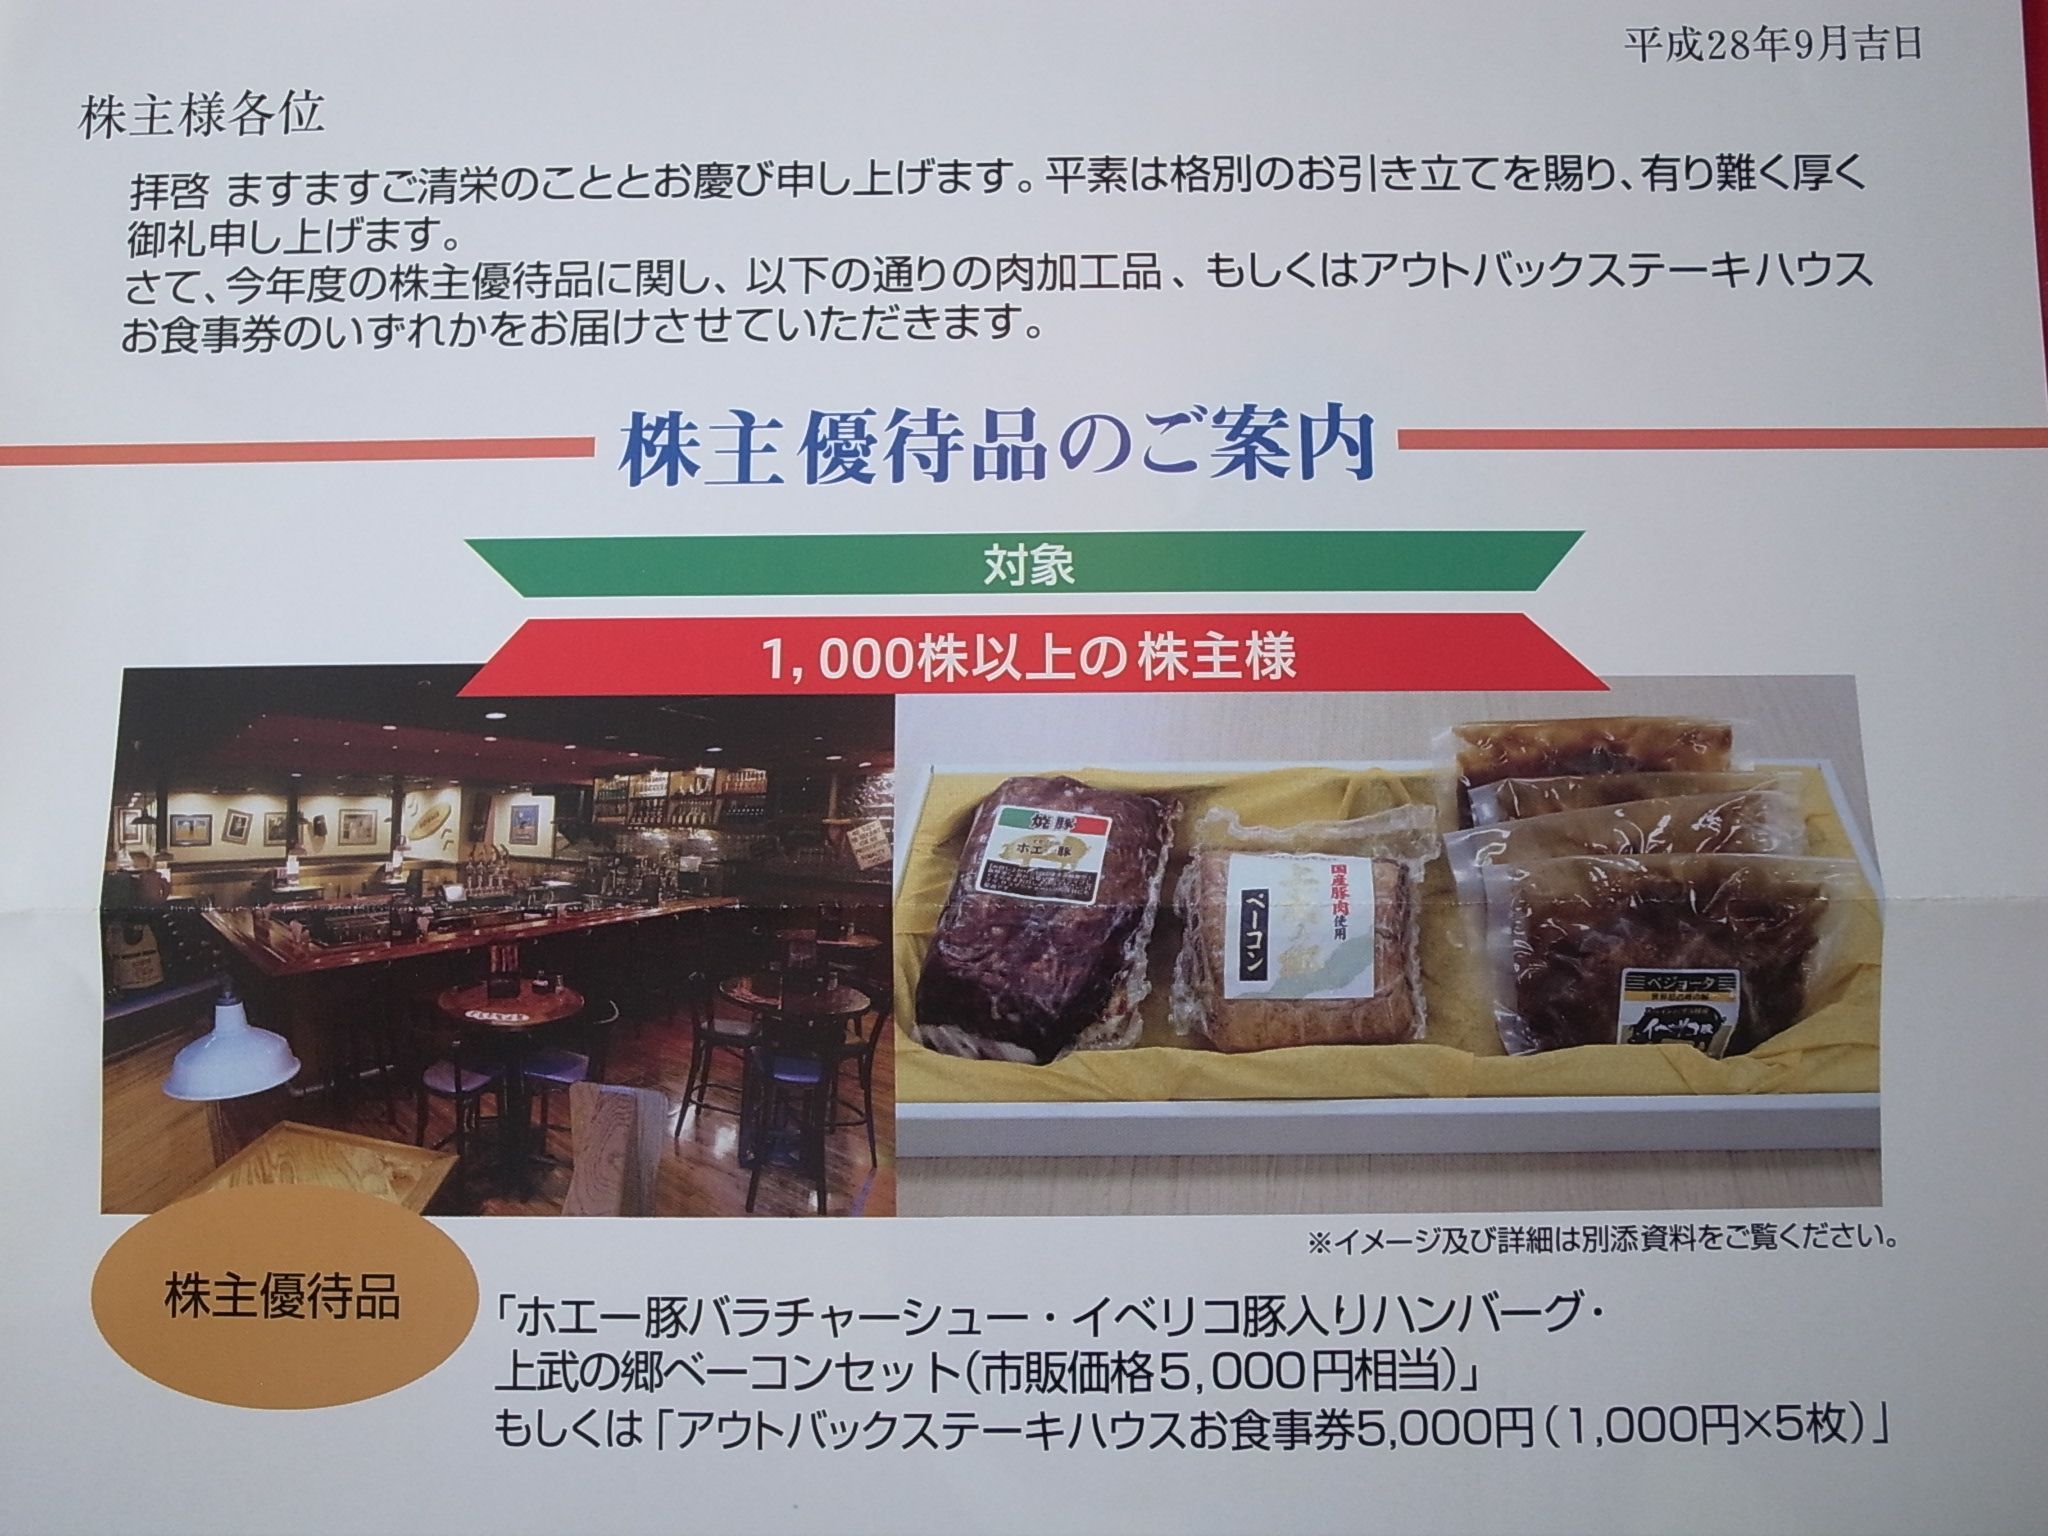 平成28年9月吉日
株主様各位
拝啓 ますますご清栄のこととお慶び申し上げます。平素は格別のお引き立てを賜り、有り難く厚く
御礼申し上げます。
さて、今年度の株主優待品に関し、以下の通りの肉加工品、もしくはアウトバックステーキハウス
お食事券のいずれかをお届けさせていただきます。
株主優待品のご案内
対象
1,000株以上の株主様
焼豚
ホエー豚
国産豚肉使用
ベーコン
ベジョータ
イベリコ豚
※イメージ及び詳細は別添資料をご覧ください。
株主優待品
「ホエー豚バラチャーシュー・イベリコ豚入りハンバーグ・
上武の郷ベーコンセット(市販価格5,000円相当)」
もしくは「アウトバックステーキハウスお食事券5,000円(1,000円×5枚)」